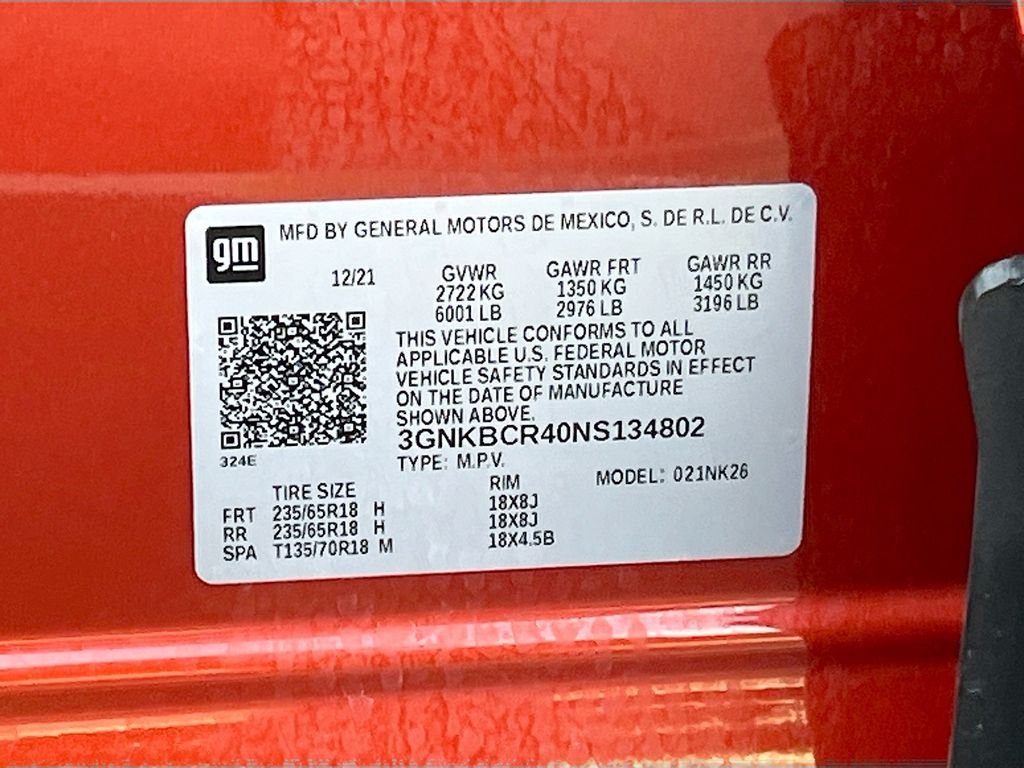 gm MFD BY GENERAL MOTORS DE MEXICO, S. DE R.L. DE C.V.
12/21 GVWR GAWR FRT GAWR RR
2722 KG 1350 KG 1450 KG
6001 LB 2976 LB 3196 LB
THIS VEHICLE CONFORMS TO ALL
APPLICABLE U.S. FEDERAL MOTOR
VEHICLE SAFETY STANDARDS IN EFFECT
ON THE DATE OF MANUFACTURE
SHOWN ABOVE.
3GNKBCR40NS134802
324E
TYPE: M.P.V.
MODEL: 021NK26
TIRE SIZE RIM
FRT 235/65R18 H 18X8J
RR 235/65R18 H 18X8J
SPA T135/70R18 M 18X4.5B